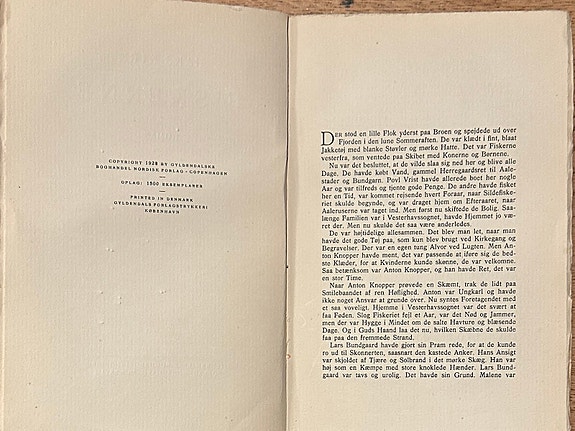 COPYRIGHT 1928 BY GYLDENDALSKE
BOGHANDEL NORDISK FORLAG - COPENHAGEN
OPLAG: 1500 EKSEMPLARER
PRINTED IN DENMARK
GYLDENDALS FORLAGSTRYKKERI
KØBENHAVN
DER stod en lille Flok yderst paa Broen og spejdede ud over
Fjorden i den lune Sommeraften. De var klædt i fint, blaat
Jakketøj med blanke Støvler og mørke Hatte. Det var Fiskerne
vesterfra, som ventede paa Skibet med Konerne og Børnene.
Nu var det besluttet, at de vilde slaa sig ned her og blive alle
Dage. De havde købt Vand, gammel Herregaardsret til Aale-
stader og Bundgarn. Povl Vrist havde allerede boet her nogle
Aar og var tilfreds og tjente gode Penge. De andre havde fisket
her en Tid, var kommet rejsende hvert Foraar, naar Sildefiske-
riet skulde begynde, og var draget hjem om Efteraaret, naar
Aaleruserne var taget ind. Men først nu skiftede de Bolig. Saa-
længe Familien var i Vesterhavssognet, havde Hjemmet jo væ-
ret der. Men nu skulde det saa være anderledes.
De var højtidelige allesammen. Det blev man let, naar man
havde det gode Tøj paa, som kun blev brugt ved Kirkegang og
Begravelser. Der var en egen tung Alvor ved Lugten. Men An-
ton Knopper havde ment, det var passende at iføre sig de bed-
ste Klæder, for at Kvinderne kunde skønne, de var velkomne.
Saa betænksom var Anton Knopper, og han havde Ret, det var
en stor Time.
Naar Anton Knopper prøvede en Skæmt, trak de lidt paa
Smilebaandet af ren Høflighed. Anton var Ungkarl og havde
ikke noget Ansvar at grunde over. Nu syntes Foretagendet med
et saa voveligt. Hjemme i Vesterhavssognet var det svært at
faa Føden. Slog Fiskeriet fejl et Aar, var det Nød og Jammer,
men der var Hygge i Mindet om de salte Havture og blæsende
Dage. Og i Guds Haand laa det nu, hvilken Skæbne de skulde
faa paa den fremmede Strand.
Lars Bundgaard havde gjort sin Pram rede, for at de kunde
ro ud til Skonnerten, saasnart den kastede Anker. Hans Ansigt
var skjoldet af Tjære og Solbrand i det mørke Skæg. Han var
høj som en Kæmpe med store knoklede Hænder. Lars Bund-
gaard var tavs og urolig. Det havde sin Grund. Malene var